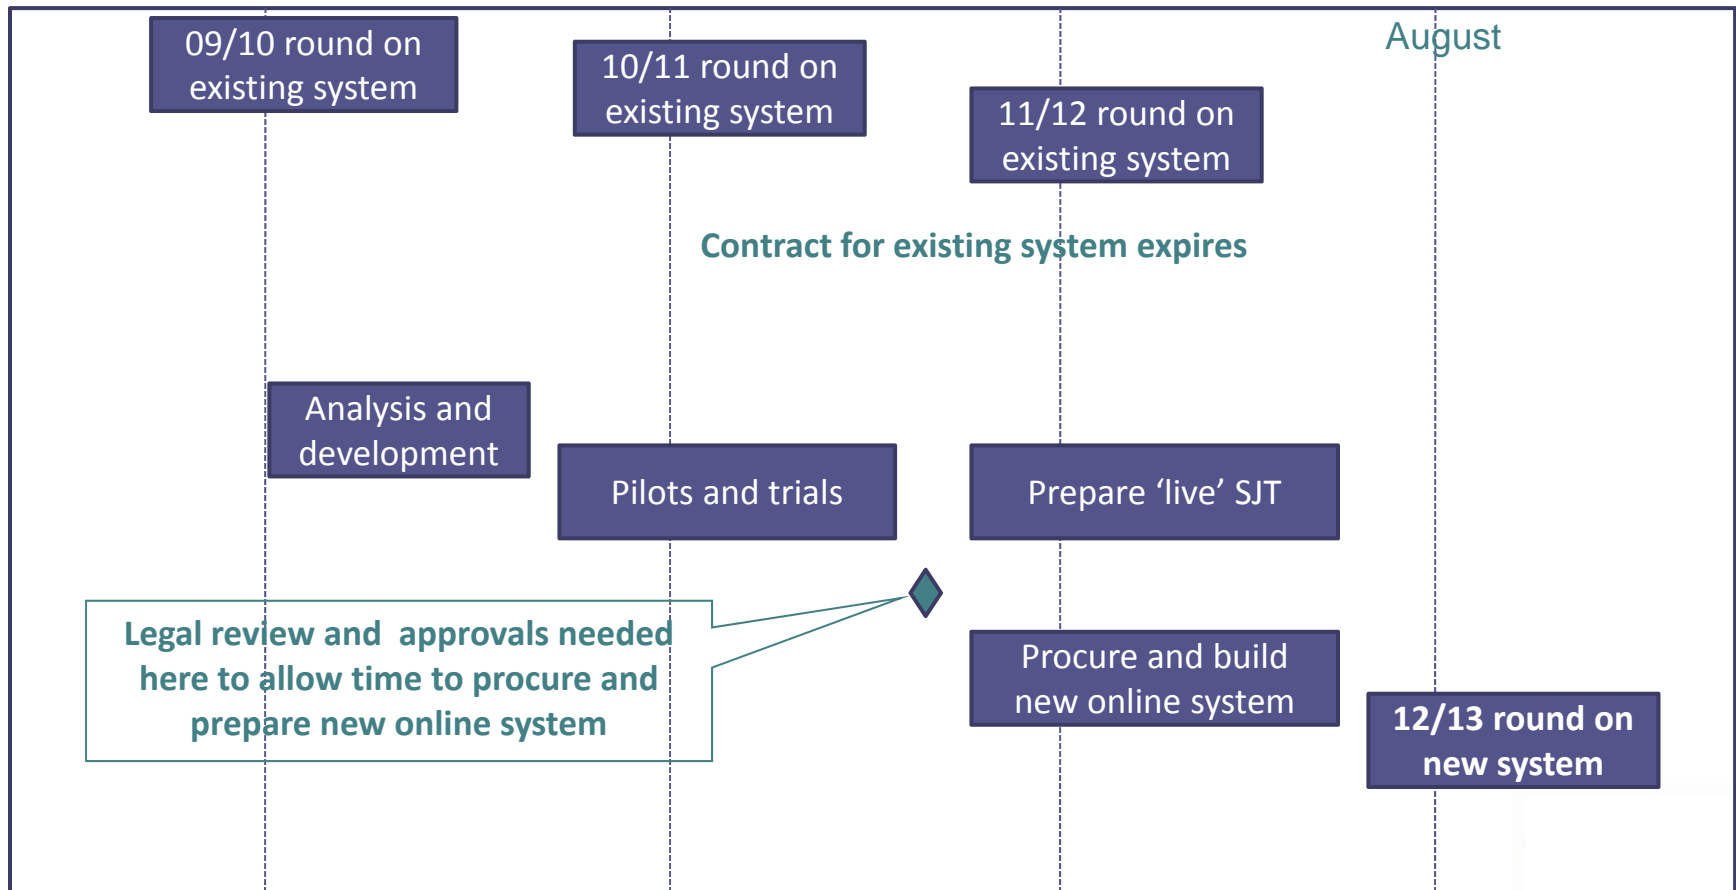 09/10 round on
existing system
10/11 round on
existing system
11/12 round on
existing system
August
Contract for existing system expires
Analysis and
development
Pilots and trials
Prepare ‘live’ SJT
Legal review and  approvals needed
here to allow time to procure and
prepare new online system
Procure and build
new online system
12/13 round on
new system